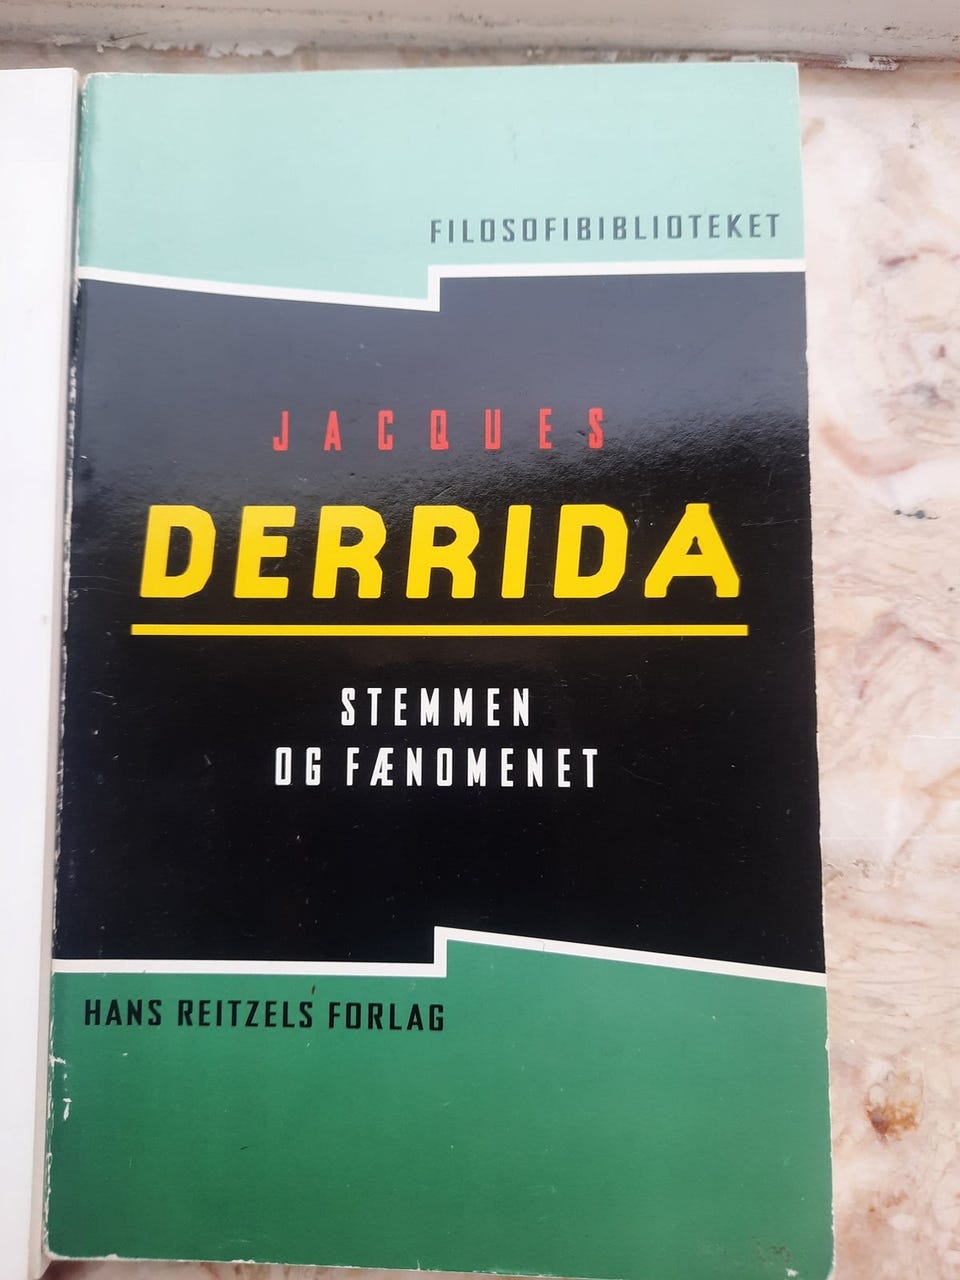 FILOSOFIBIBLIOTEKET
JACQUES
DERRIDA
STEMMEN
OG FÆNOMENET
HANS REITZELS FORLAG